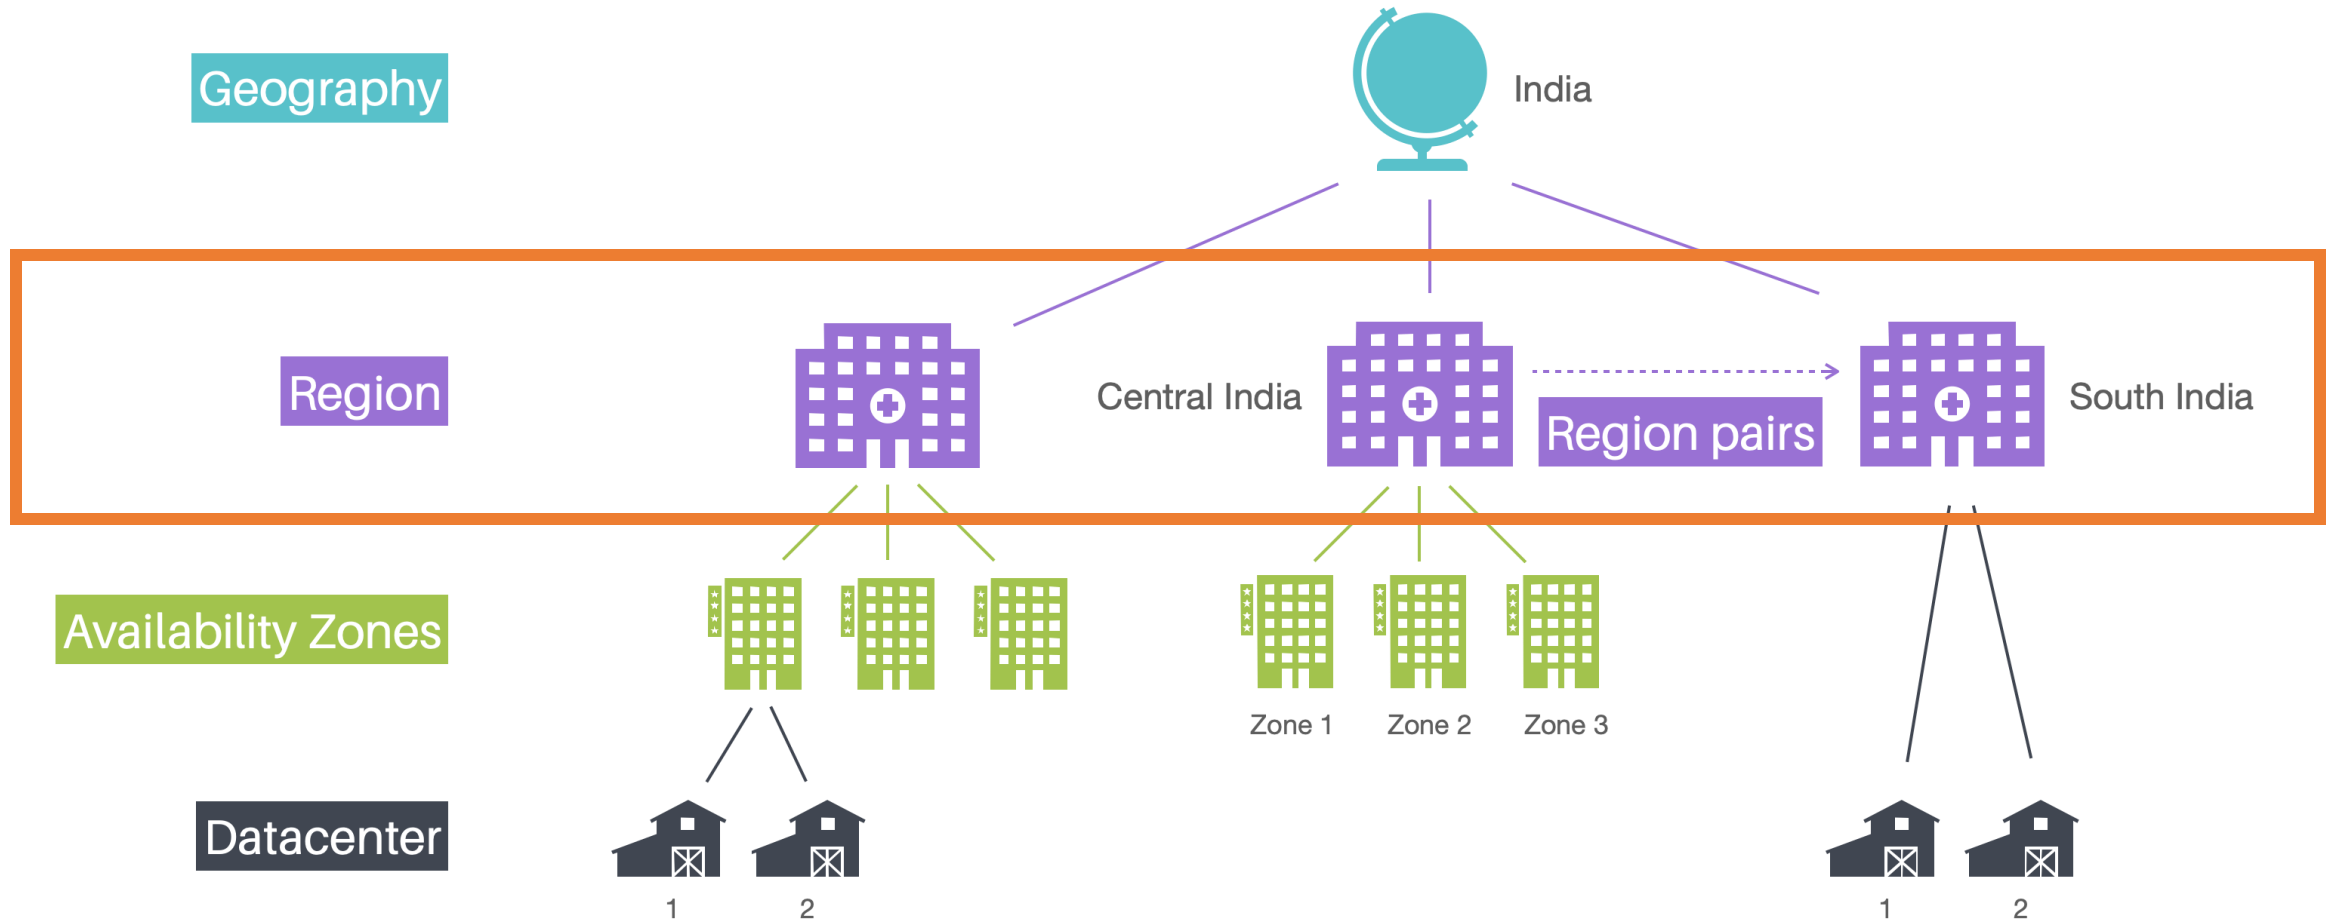 Geography
India
Region
Central India
Region pairs
South India
Availability Zones
Zone 1
Zone 2
Zone 3
Datacenter
1
2
1
2